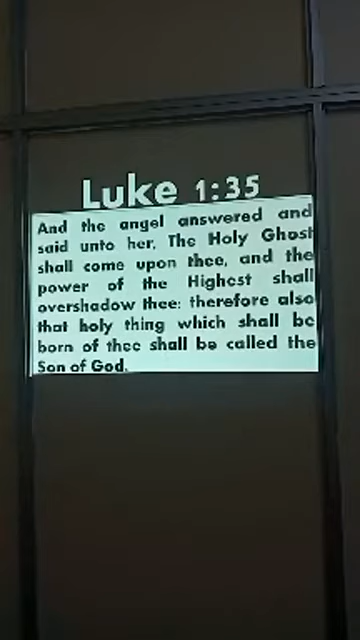 Luke 1:35
And the angel answered and
said unto her, The Holy Ghost
shall come upon thee, and the
power of the Highest shall
overshadow thee: therefore also
that holy thing which shall be
born of thee shall be called the
Son of God.